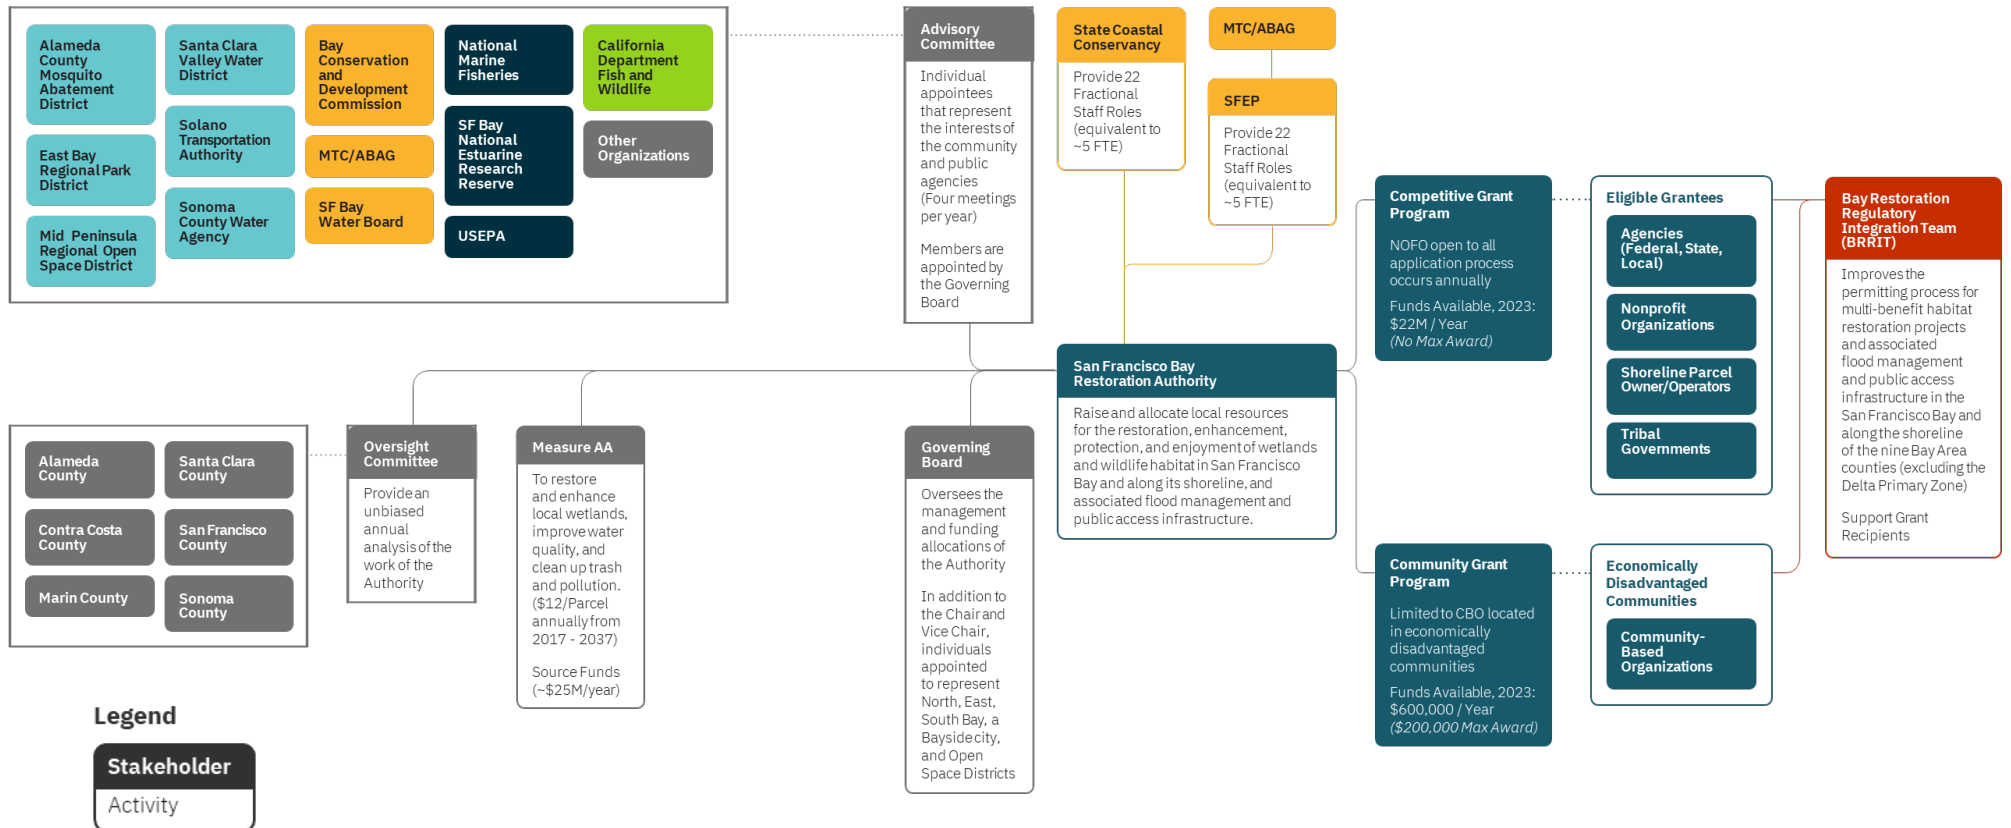 Alameda
County
Mosquito
Abatement
District
East Bay
Regional Park
District
Mid Peninsula
Regional Open
Space District
Santa Clara
Valley Water
District
Solano
Transportation
Authority
Sonoma
County Water
Agency
Bay
Conservation
and
Development
Commission
MTC/ABAG
SF Bay
Water Board
National
Marine
Fisheries
SF Bay
National
Estuarine
Research
Reserve
USEPA
California
Department
Fish and
Wildlife
Other
Organizations
Advisory
Committee
Individual
appointees
that represent
the interests of
the community
and public
agencies
(Four meetings
per year)
Members are
appointed by
the Governing
Board
State Coastal
Conservancy
Provide 22
Fractional
Staff Roles
(equivalent to
~5 FTE)
MTC/ABAG
SFEP
Provide 22
Fractional
Staff Roles
(equivalent to
~5 FTE)
Alameda
County
Contra Costa
County
Marin County
Santa Clara
County
San Francisco
County
Sonoma
County
Oversight
Committee
Provide an
unbiased
annual
analysis of the
work of the
Authority
Measure AA
To restore
and enhance
local wetlands,
improve water
quality, and
clean up trash
and pollution.
($12/Parcel
annually from
2017 - 2037)
Source Funds
(~$25M/year)
Governing
Board
Oversees the
management
and funding
allocations of
the Authority
In addition to
the Chair and
Vice Chair,
individuals
appointed
to represent
North, East,
South Bay, a
Bayside city,
and Open
Space Districts
San Francisco Bay
Restoration Authority
Raise and allocate local resources
for the restoration, enhancement,
protection, and enjoyment of wetlands
and wildlife habitat in San Francisco
Bay and along its shoreline, and
associated flood management and
public access infrastructure.
Competitive Grant
Program
NOFO open to all
application process
occurs annually
Funds Available, 2023:
$22M / Year
(No Max Award)
Eligible Grantees
Agencies
(Federal, State,
Local)
Nonprofit
Organizations
Shoreline Parcel
Owner/Operators
Tribal
Governments
Community Grant
Program
Limited to CBO located
in economically
disadvantaged
communities
Funds Available, 2023:
$600,000 / Year
($200,000 Max Award)
Economically
Disadvantaged
Communities
Community-
Based
Organizations
Bay Restoration
Regulatory
Integration Team
(BRRIT)
Improves the
permitting process for
multi-benefit habitat
restoration projects
and associated
flood management
and public access
infrastructure in the
San Francisco Bay and
along the shoreline
of the nine Bay Area
counties (excluding the
Delta Primary Zone)
Support Grant
Recipients
Legend
Stakeholder
Activity